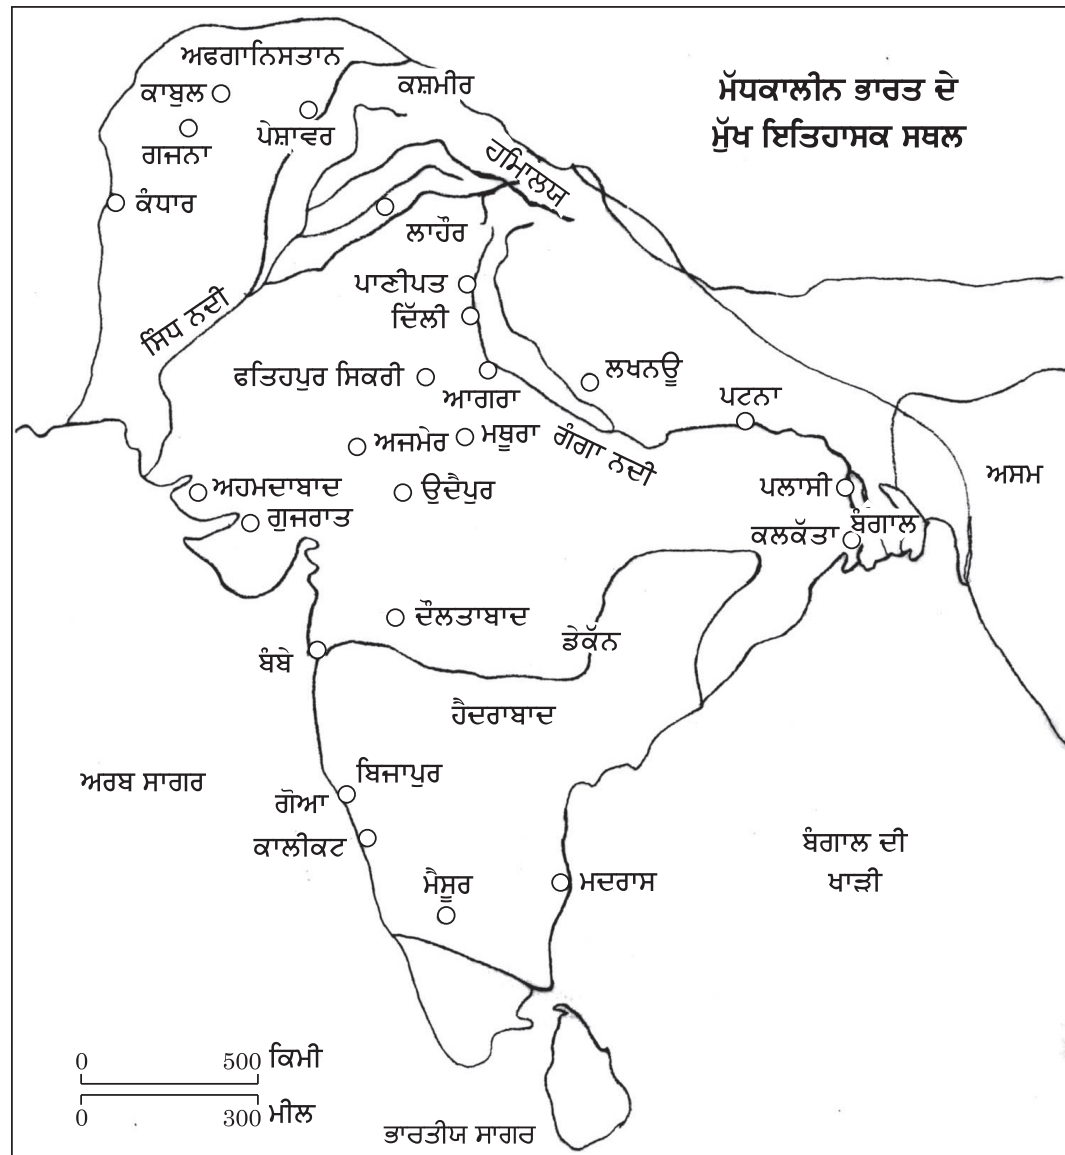 ਅਫਗਾਨਿਸਤਾਨ
ਕਾਬੁਲ
ਗਜਨਾ
ਪੇਸ਼ਾਵਰ
ਕਸ਼ਮੀਰ
ਮੱਧਕਾਲੀਨ ਭਾਰਤ ਦੇ
ਮੁੱਖ ਇਤਿਹਾਸਕ ਸਥਲ
ਹਿਮਾਲਯ
ਕੰਧਾਰ
ਲਾਹੌਰ
ਪਾਣੀਪਤ
ਦਿੱਲੀ
ਸਿੰਧ ਨਦੀ
ਫਤਿਹਪੁਰ ਸਿਕਰੀ
ਆਗਰਾ
ਲਖਨਊ
ਪਟਨਾ
ਅਜਮੇਰ
ਮਥੂਰਾ
ਗੰਗਾ ਨਦੀ
ਅਸਮ
ਅਹਮਦਾਬਾਦ
ਉਦੈਪੁਰ
ਪਲਾਸੀ
ਗੁਜਰਾਤ
ਕਲਕੱਤਾ
ਬੰਗਾਲ
ਦੌਲਤਾਬਾਦ
ਡੇਕੱਨ
ਬੰਬੇ
ਹੈਦਰਾਬਾਦ
ਅਰਬ ਸਾਗਰ
ਬਿਜਾਪੁਰ
ਗੋਆ
ਕਾਲੀਕਟ
ਬੰਗਾਲ ਦੀ
ਖਾੜੀ
ਮੈਸੂਰ
ਮਦਰਾਸ
0 500 ਕਿਮੀ
0 300 ਮੀਲ
ਭਾਰਤੀਯ ਸਾਗਰ